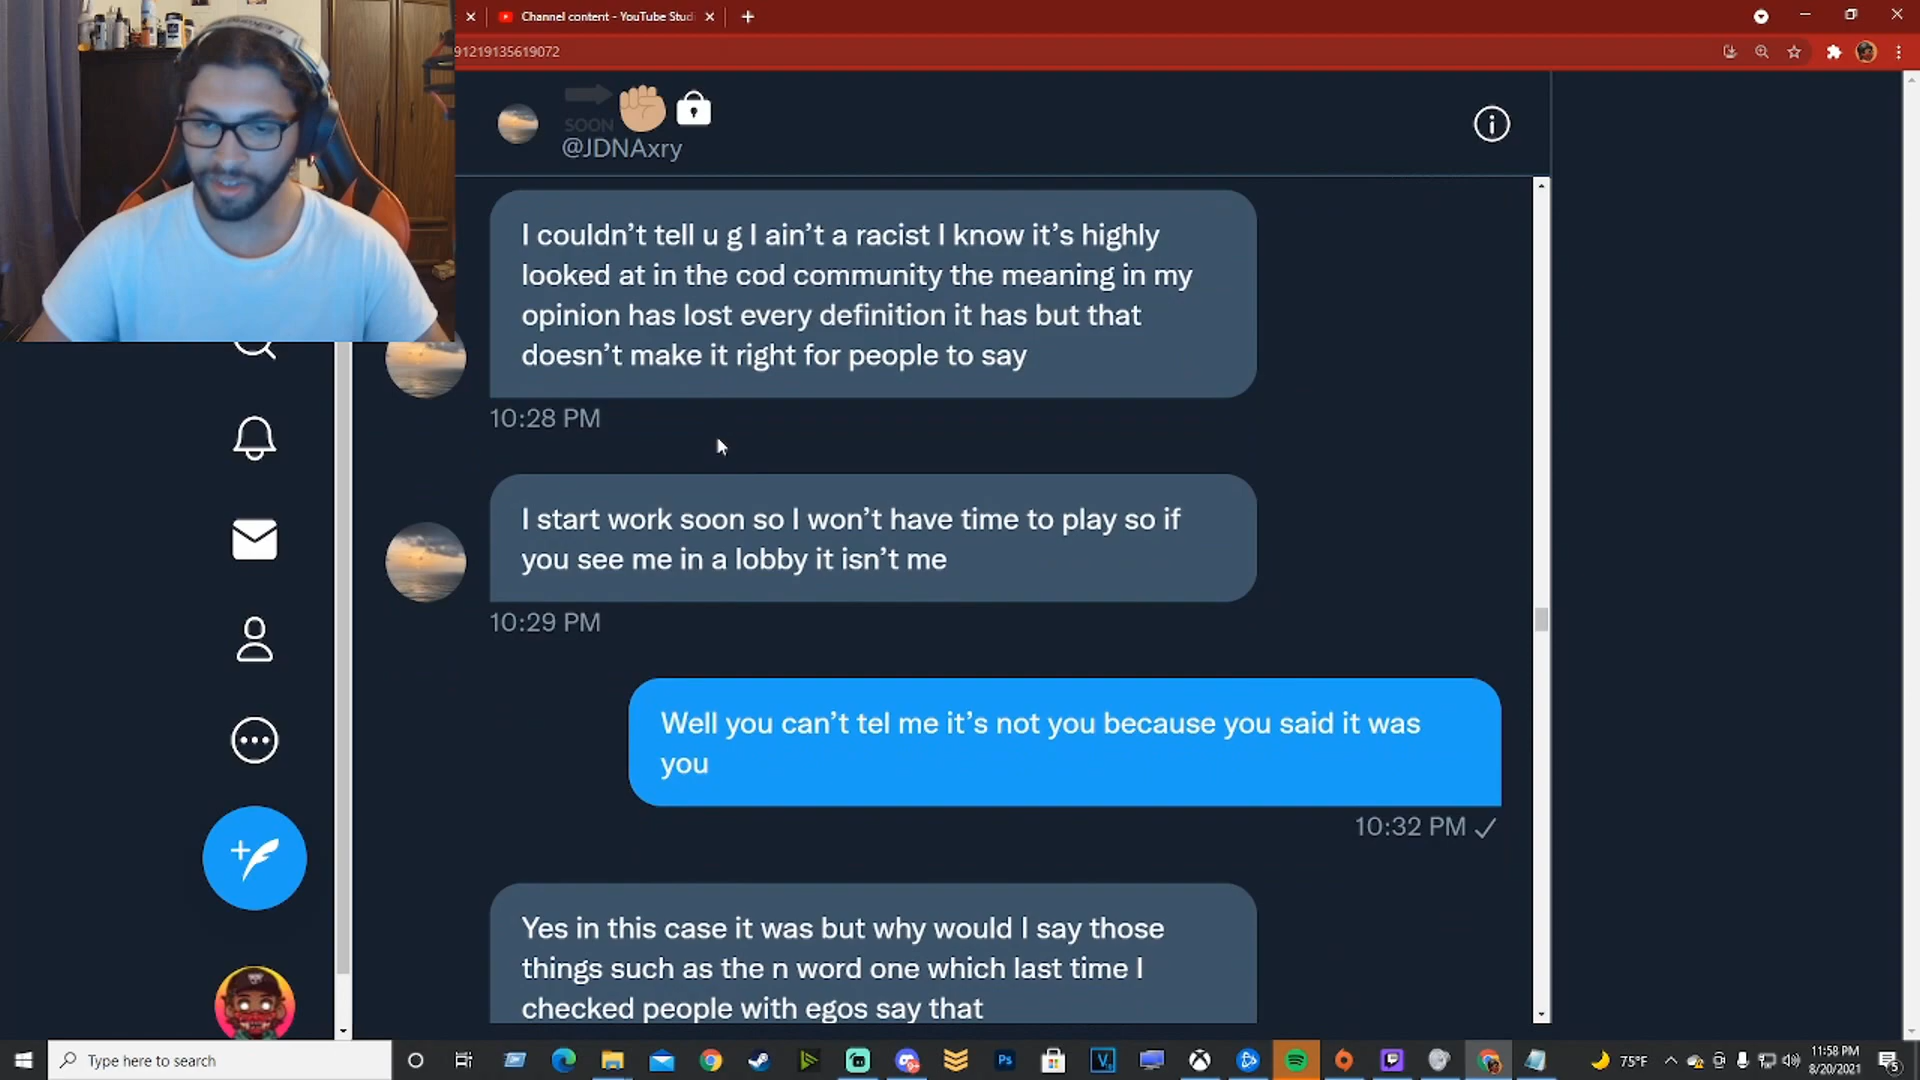 Channel content - YouTube Studi
91219135619072
SOON
@JDNAxry
I couldn't tell u g I ain't a racist I know it's highly
looked at in the cod community the meaning in my
opinion has lost every definition it has but that
doesn't make it right for people to say
10:28 PM
I start work soon so I won't have time to play so if
you see me in a lobby it isn't me
10:29 PM
Well you can't tel me it's not you because you said it was
you
10:32 PM
Yes in this case it was but why would I say those
things such as the n word one which last time I
checked people with egos say that
Type here to search
Ps
75°F
11:58 PM
8/20/2021
5